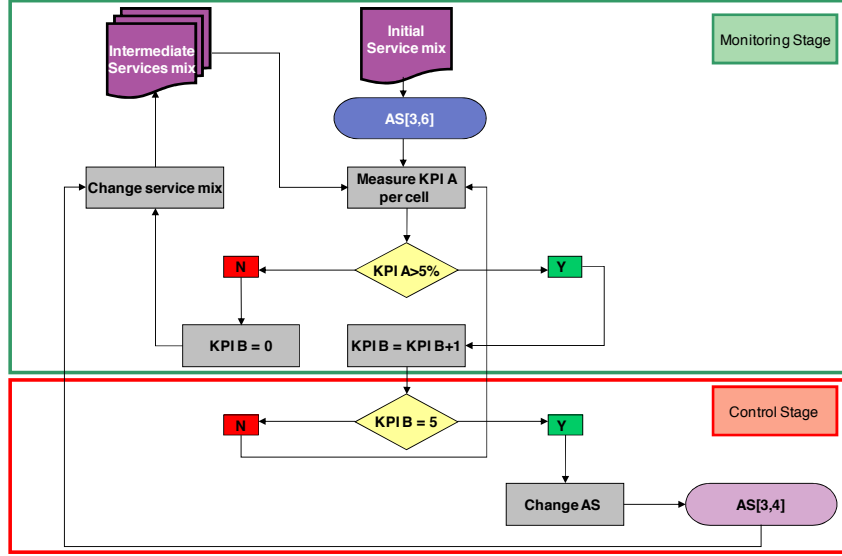 Intermediate
Services mix
Initial
Service mix
Monitoring Stage
AS[3,6]
Change service mix
Measure KPI A
per cell
N
KPI A>5%
Y
KPI B = 0
KPI B = KPI B+1
Control Stage
N
KPI B = 5
Y
Change AS
AS[3,4]